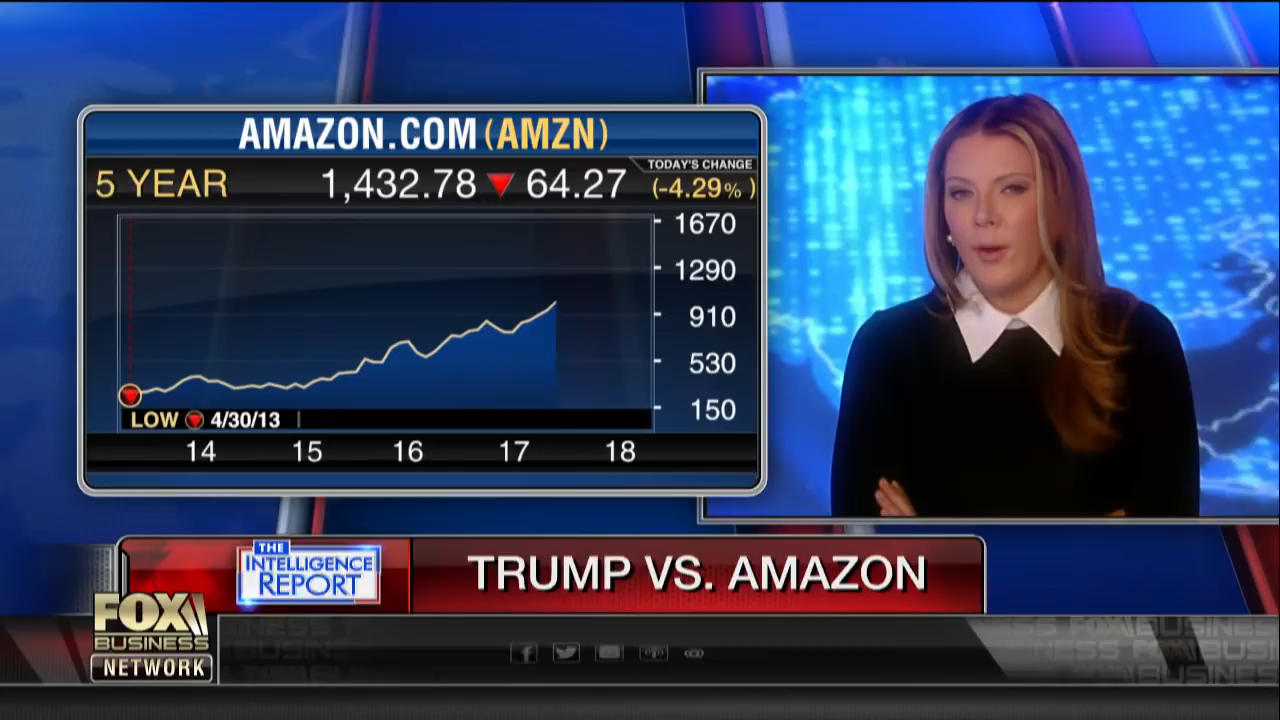 AMAZON.COM (AMZN)
5 YEAR 1,432.78 64.27
TODAY'S CHANGE
(-4.29%)
1670
1290
910
530
150
LOW 4/30/13
14 15 16 17 18
THE
INTELLIGENCE
REPORT
TRUMP VS. AMAZON
FOX
BUSINESS
NETWORK